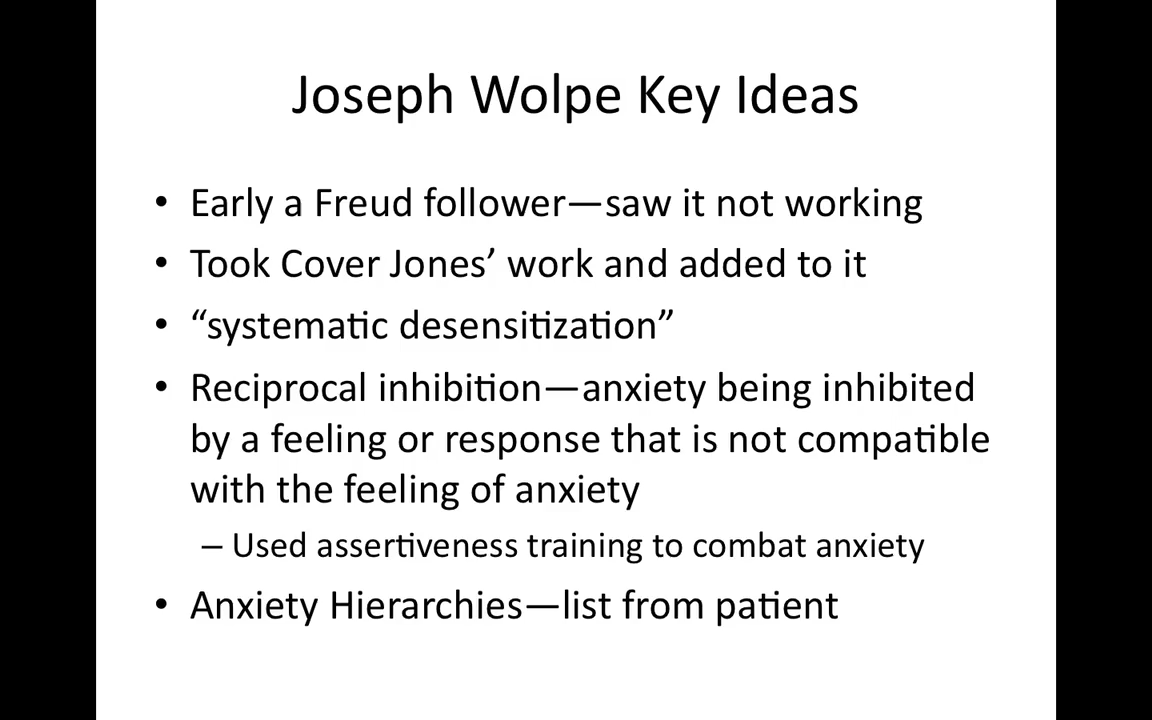 Joseph Wolpe Key Ideas
• Early a Freud follower—saw it not working
• Took Cover Jones’ work and added to it
• “systematic desensitization”
• Reciprocal inhibition—anxiety being inhibited
by a feeling or response that is not compatible
with the feeling of anxiety
– Used assertiveness training to combat anxiety
• Anxiety Hierarchies—list from patient